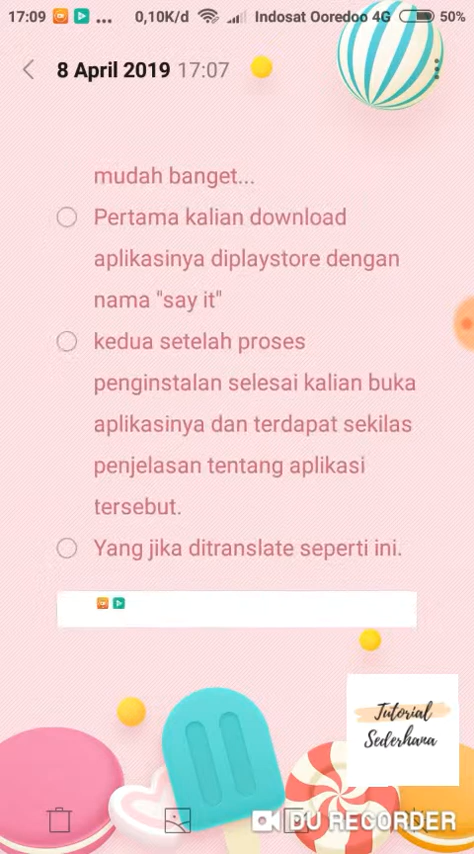 17:09 ... 0,10K/d Indosat Ooredoo 4G 50%
8 April 2019 17:07
mudah banget...
Pertama kalian download
aplikasinya diplaystore dengan
nama "say it"
kedua setelah proses
penginstalan selesai kalian buka
aplikasinya dan terdapat sekilas
penjelasan tentang aplikasi
tersebut.
Yang jika ditranslate seperti ini.
Tutorial
Sederhana
DU RECORDER